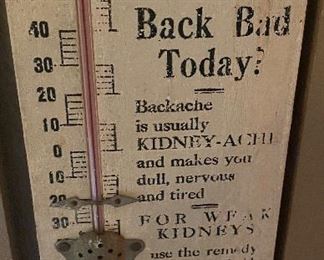 Back Bad
Today?
Backache
is usually
KIDNEY-ACHE
and makes you
dull, nervous
and tired
FOR WEAK
KIDNEYS
use the remedy
40
30
20
10
0
10
20
30